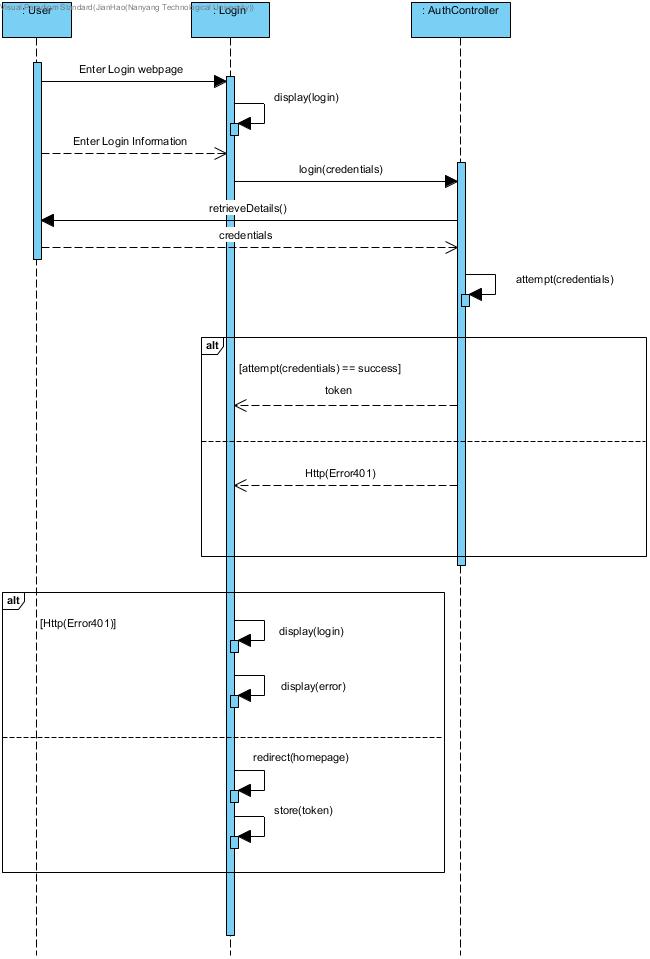 Visual Paradigm Standard(JianHao(Nanyang Technological University))
: User
: Login
: AuthController
Enter Login webpage
display(login)
Enter Login Information
login(credentials)
retrieveDetails()
credentials
attempt(credentials)
alt
[attempt(credentials) == success]
token
Http(Error401)
alt
[Http(Error401)]
display(login)
display(error)
redirect(homepage)
store(token)